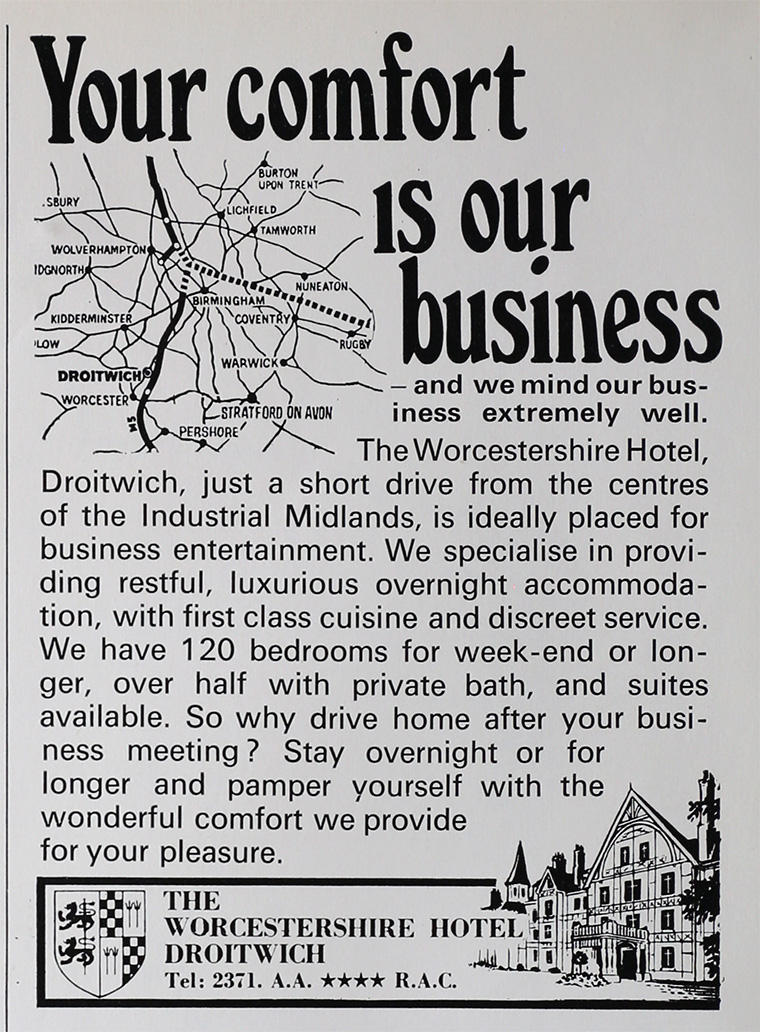 Your comfort
is our
business
BURTON
UPON TRENT
.SBURY
LICHFIELD
TAMWORTH
WOLVERHAMPTON
IDGNORTH
NUNEATON
BIRMINGHAM
KIDDERMINSTER
COVENTRY
LOW
RUGBY
WARWICK
DROITWICH
WORCESTER
STRATFORD ON AVON
M5
PERSHORE
– and we mind our bus-
iness extremely well.
The Worcestershire Hotel,
Droitwich, just a short drive from the centres
of the Industrial Midlands, is ideally placed for
business entertainment. We specialise in provi-
ding restful, luxurious overnight accommoda-
tion, with first class cuisine and discreet service.
We have 120 bedrooms for week-end or lon-
ger, over half with private bath, and suites
available. So why drive home after your busi-
ness meeting? Stay overnight or for
longer and pamper yourself with the
wonderful comfort we provide
for your pleasure.
THE
WORCESTERSHIRE HOTEL
DROITWICH
Tel: 2371. A.A. ★★★★ R.A.C.